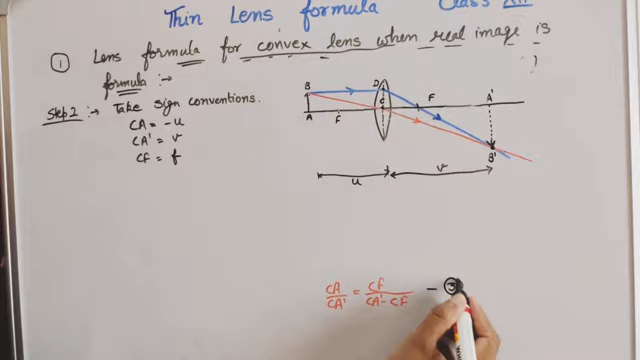 Thin Lens formula Class XII
① Lens formula for convex lens when real image is
formula :→
Step 2 :→ Take sign conventions.
CA = -u
CA' = v
CF = f
B D A' 
C F
A F
B'
u v
CA/CA' = CF/(CA' - CF) — ③